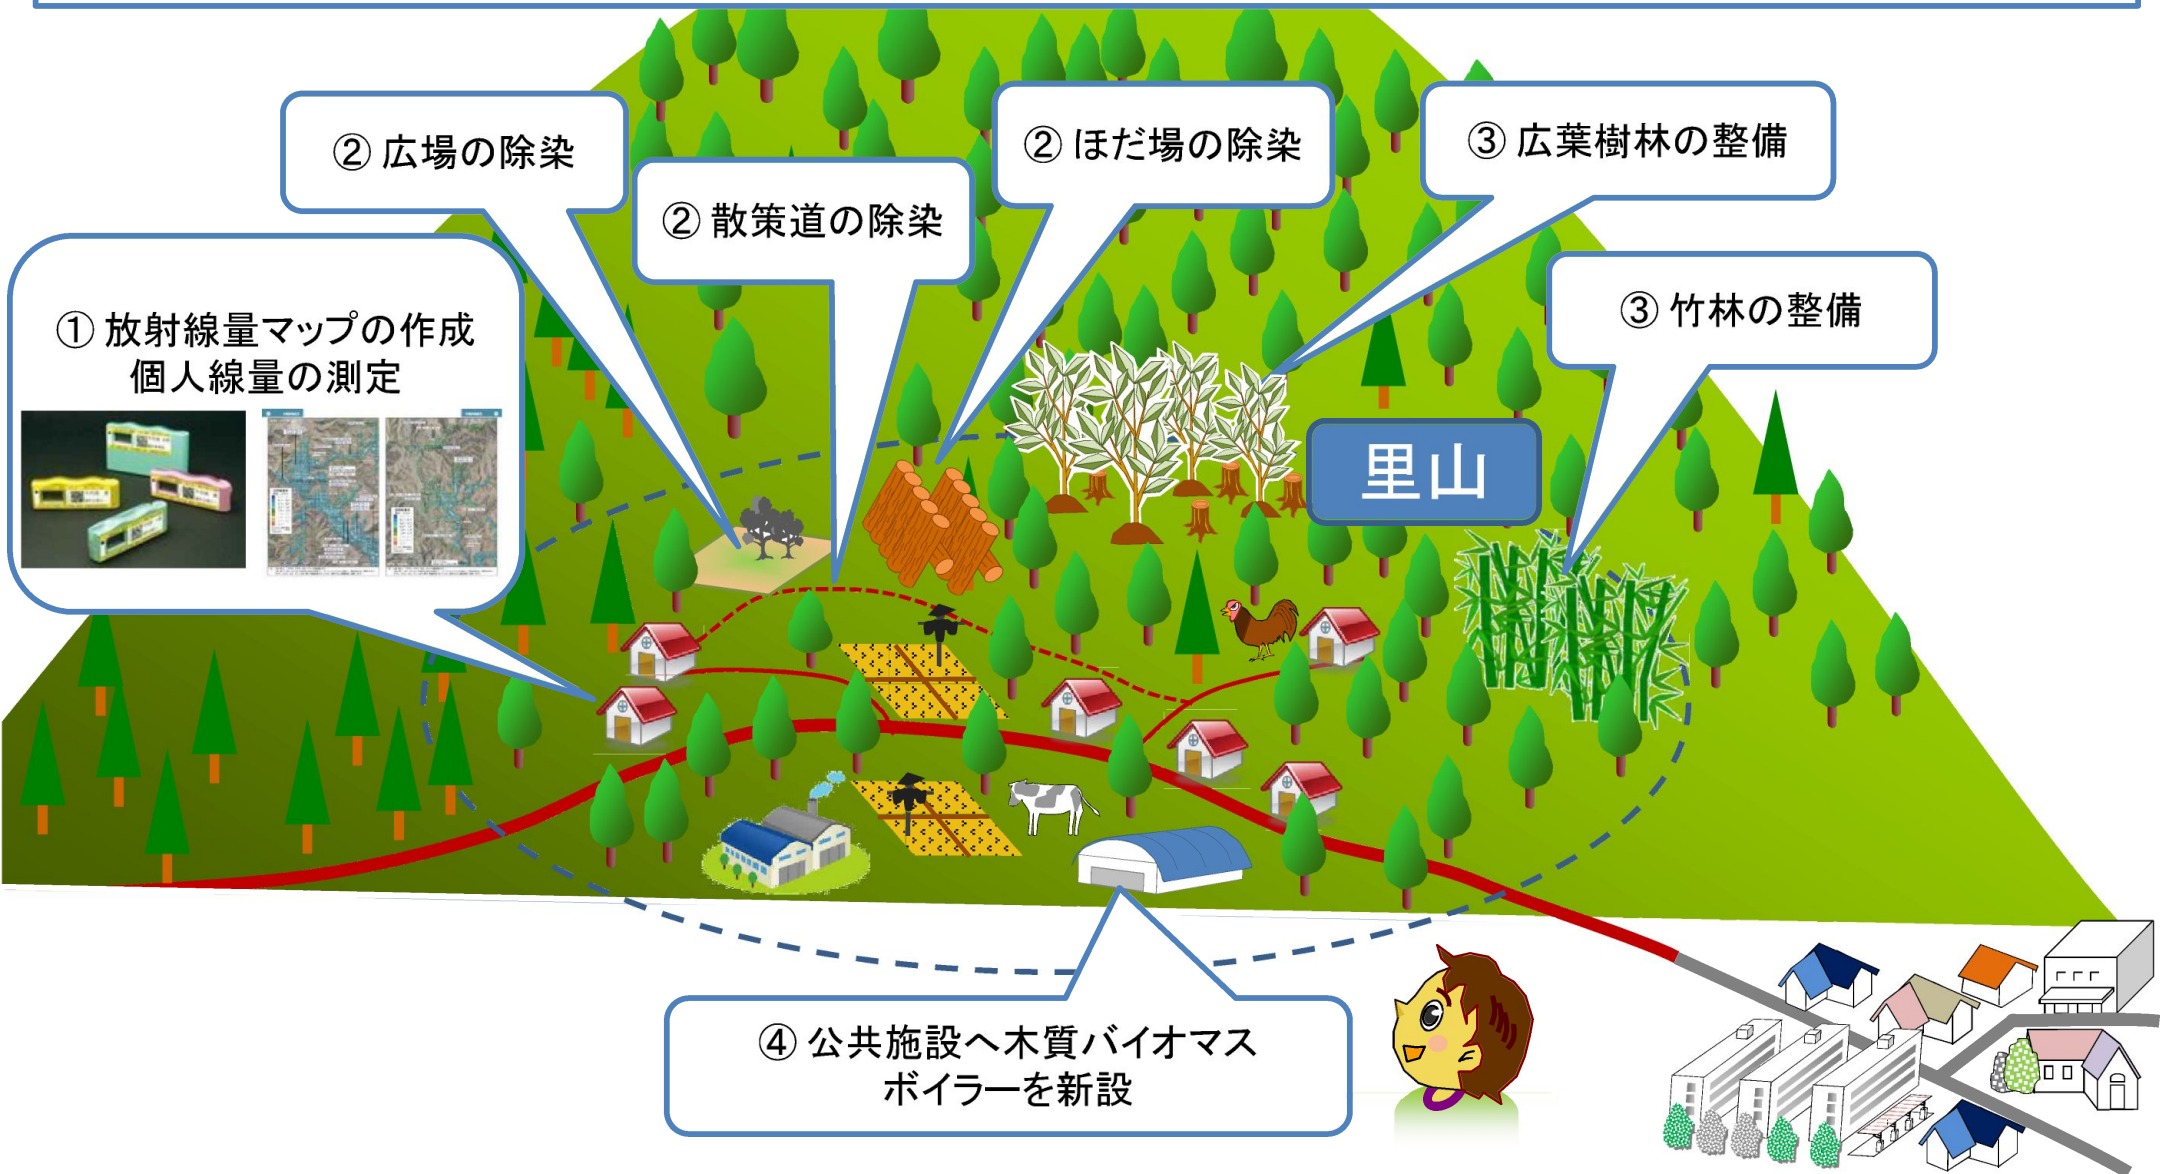 ② 広場の除染
② 散策道の除染
② ほだ場の除染
③ 広葉樹林の整備
③ 竹林の整備
① 放射線量マップの作成
個人線量の測定
里山
④ 公共施設へ木質バイオマス
ボイラーを新設